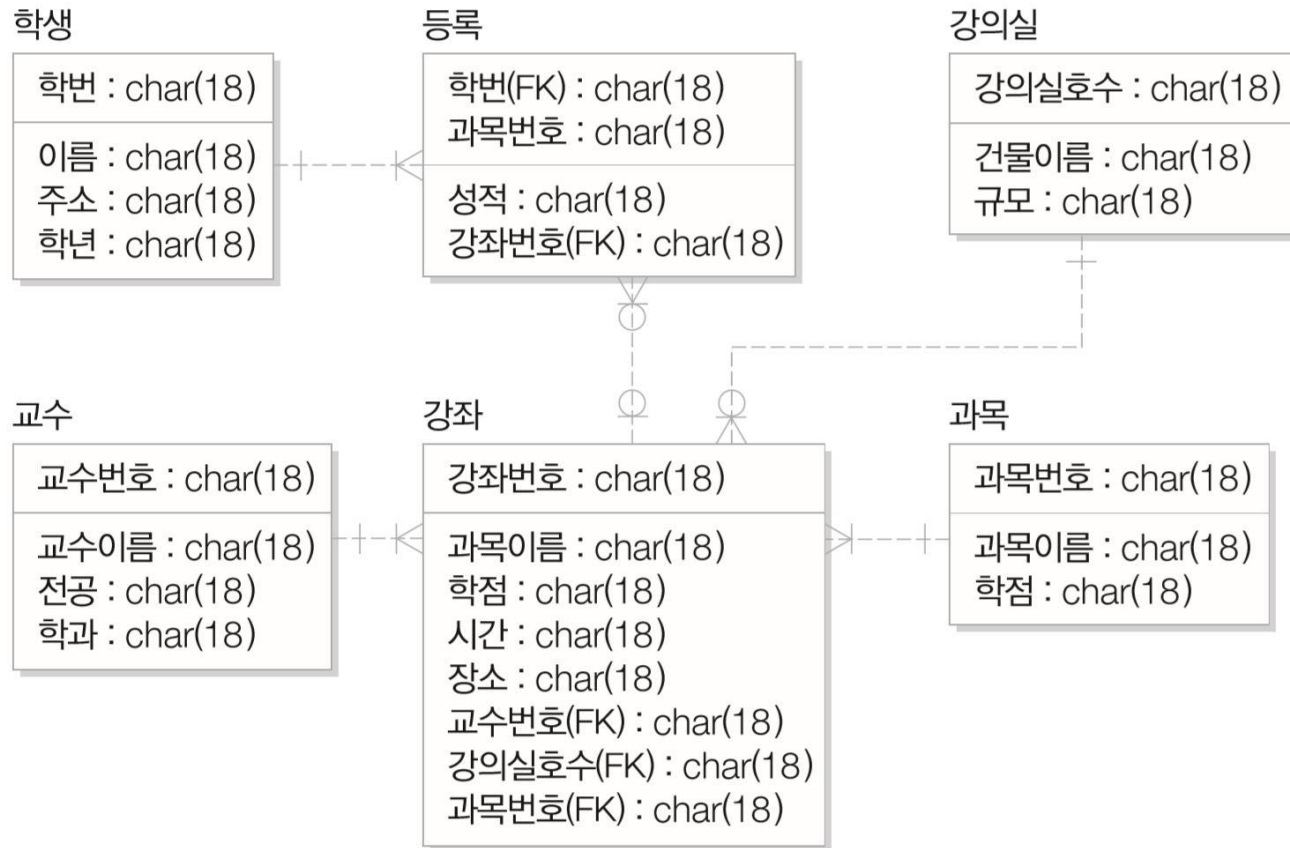 학생
학번 : char(18)
이름 : char(18)
주소 : char(18)
학년 : char(18)
등록
학번(FK) : char(18)
과목번호 : char(18)
성적 : char(18)
강좌번호(FK) : char(18)
강의실
강의실호수 : char(18)
건물이름 : char(18)
규모 : char(18)
교수
교수번호 : char(18)
교수이름 : char(18)
전공 : char(18)
학과 : char(18)
강좌
강좌번호 : char(18)
과목이름 : char(18)
학점 : char(18)
시간 : char(18)
장소 : char(18)
교수번호(FK) : char(18)
강의실호수(FK) : char(18)
과목번호(FK) : char(18)
과목
과목번호 : char(18)
과목이름 : char(18)
학점 : char(18)